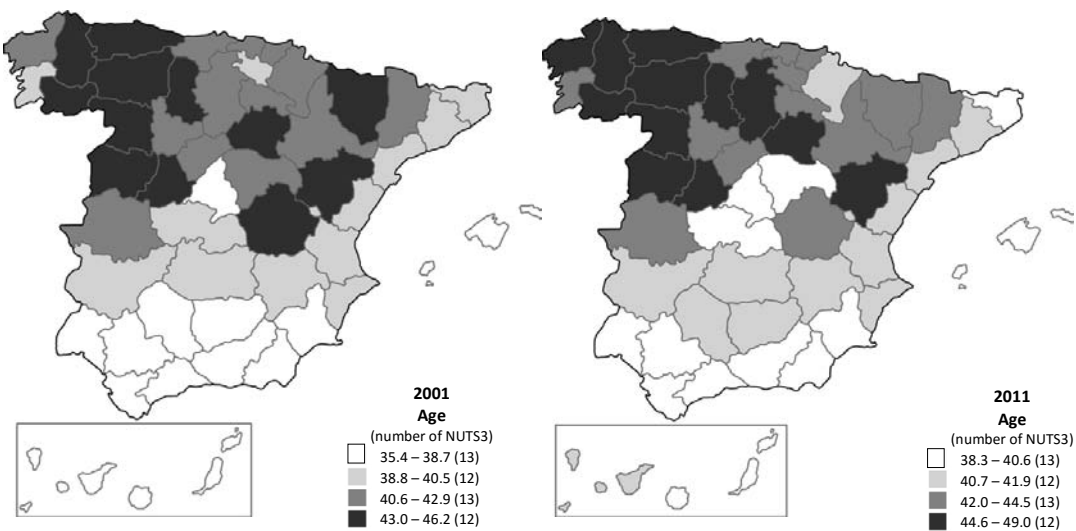 2001
Age
(number of NUTS3)
35.4 – 38.7 (13)
38.8 – 40.5 (12)
40.6 – 42.9 (13)
43.0 – 46.2 (12)
2011
Age
(number of NUTS3)
38.3 – 40.6 (13)
40.7 – 41.9 (12)
42.0 – 44.5 (13)
44.6 – 49.0 (12)